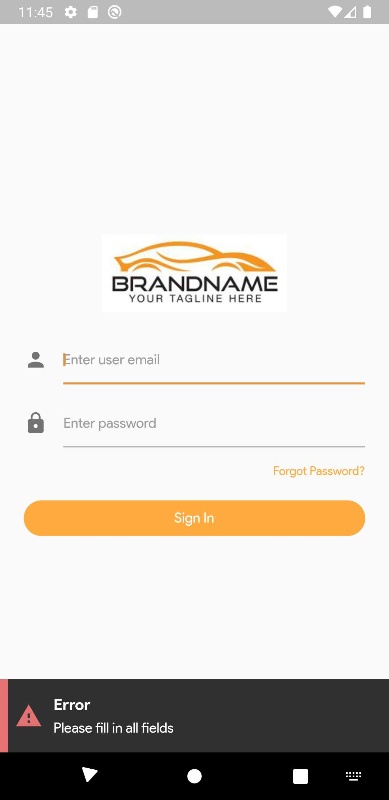 11:45
BRANDNAME
YOUR TAGLINE HERE
Enter user email
Enter password
Forgot Password?
Sign In
Error
Please fill in all fields